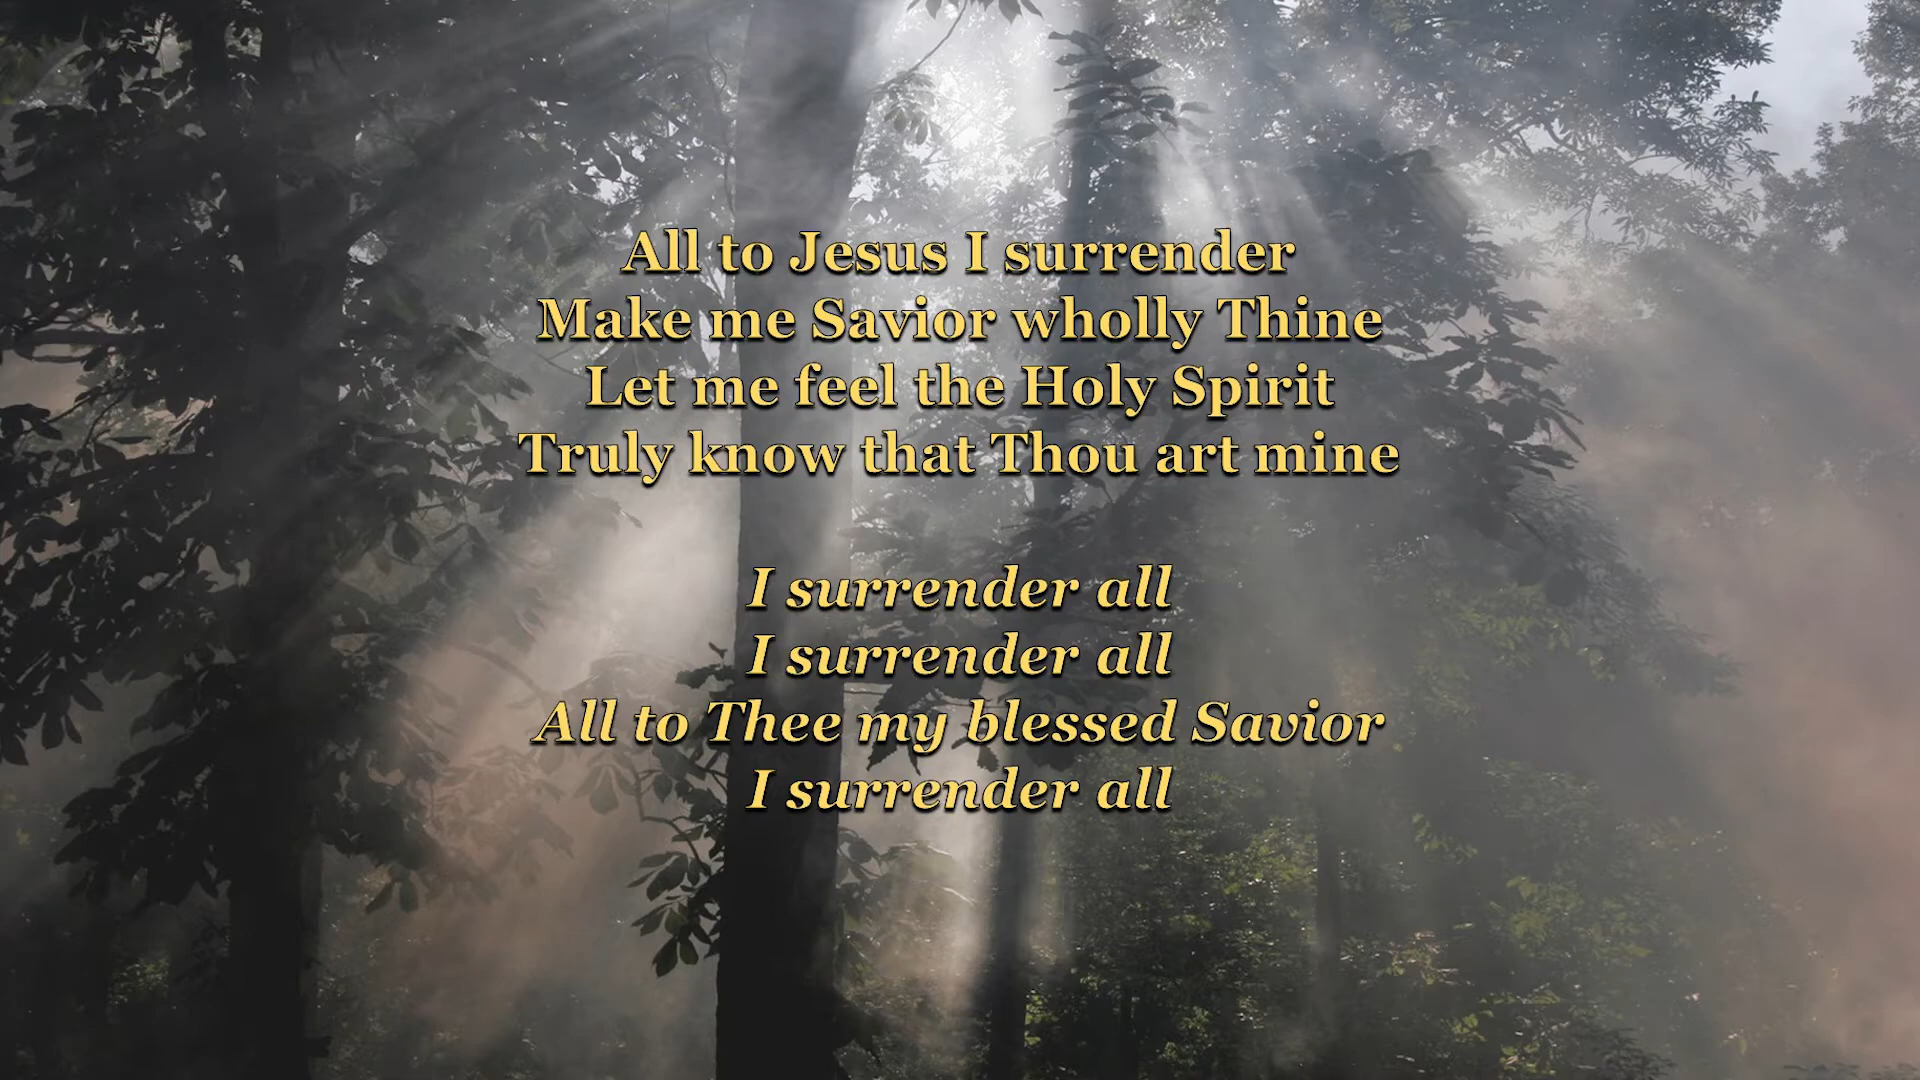 All to Jesus I surrender
Make me Savior wholly Thine
Let me feel the Holy Spirit
Truly know that Thou art mine
I surrender all
I surrender all
All to Thee my blessed Savior
I surrender all